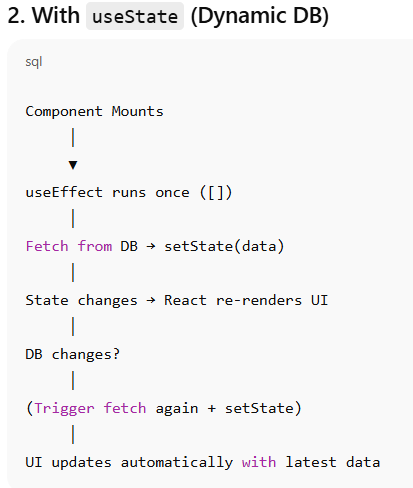 2. With useState (Dynamic DB)
sql
Component Mounts
│
▼
useEffect runs once ([])
│
Fetch from DB → setState(data)
│
State changes → React re-renders UI
│
DB changes?
│
(Trigger fetch again + setState)
│
UI updates automatically with latest data